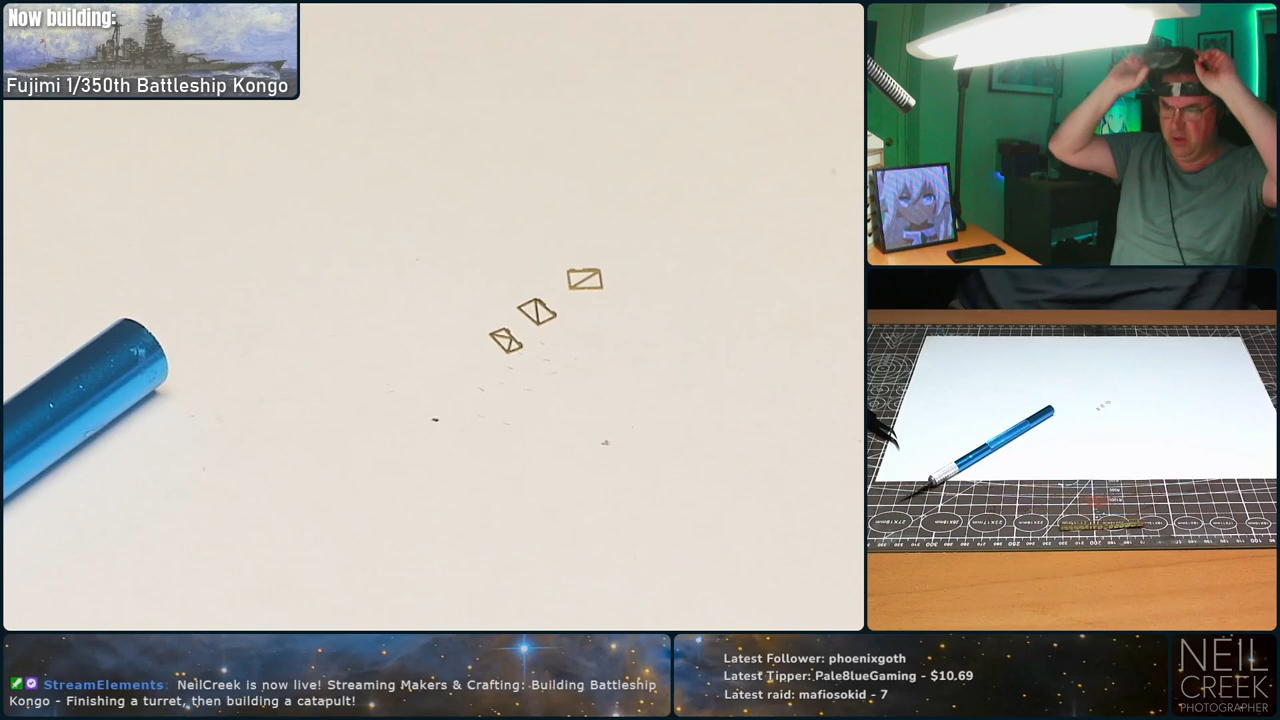 Now building:
Fujimi 1/350th Battleship Kongo
StreamElements: NeilCreek is now live! Streaming Makers & Crafting: Building Battleship
Kongo - Finishing a turret, then building a catapult!
Latest Follower: phoenixgoth
Latest Tipper: Pale8lueGaming - $10.69
Latest raid: mafiosokid - 7
NEIL
CREEK
PHOTOGRAPHER